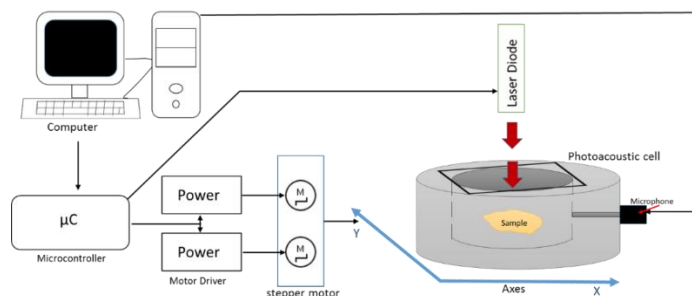 Computer
Laser Diode
Photoacoustic cell
Microphone
Sample
Power
M
μC
Microcontroller
Power
M
Motor Driver
stepper motor
Y
Axes
X